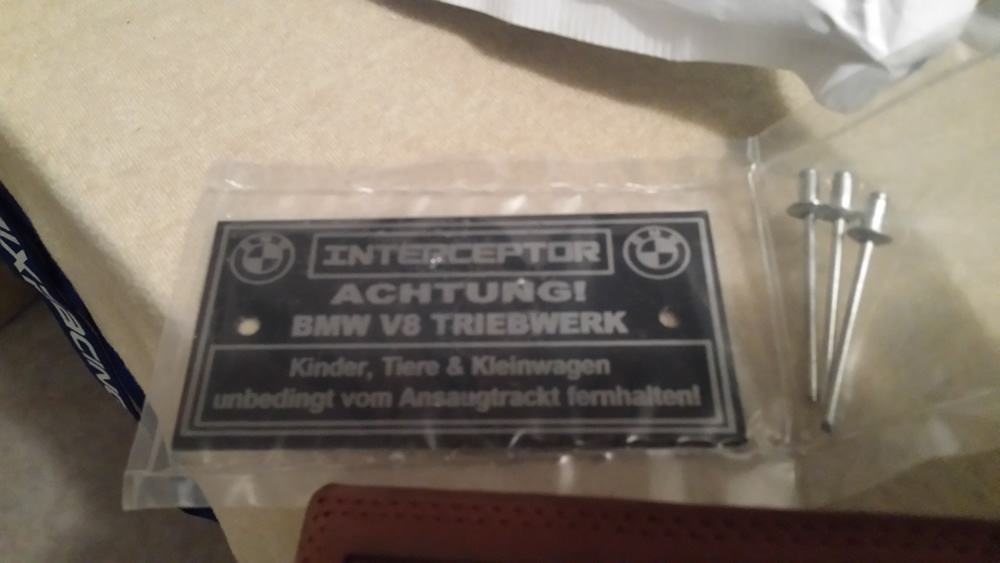 INTERCEPTOR
ACHTUNG!
BMW V8 TRIEBWERK
Kinder, Tiere & Kleinwagen
unbedingt vom Ansaugtrackt fernhalten!